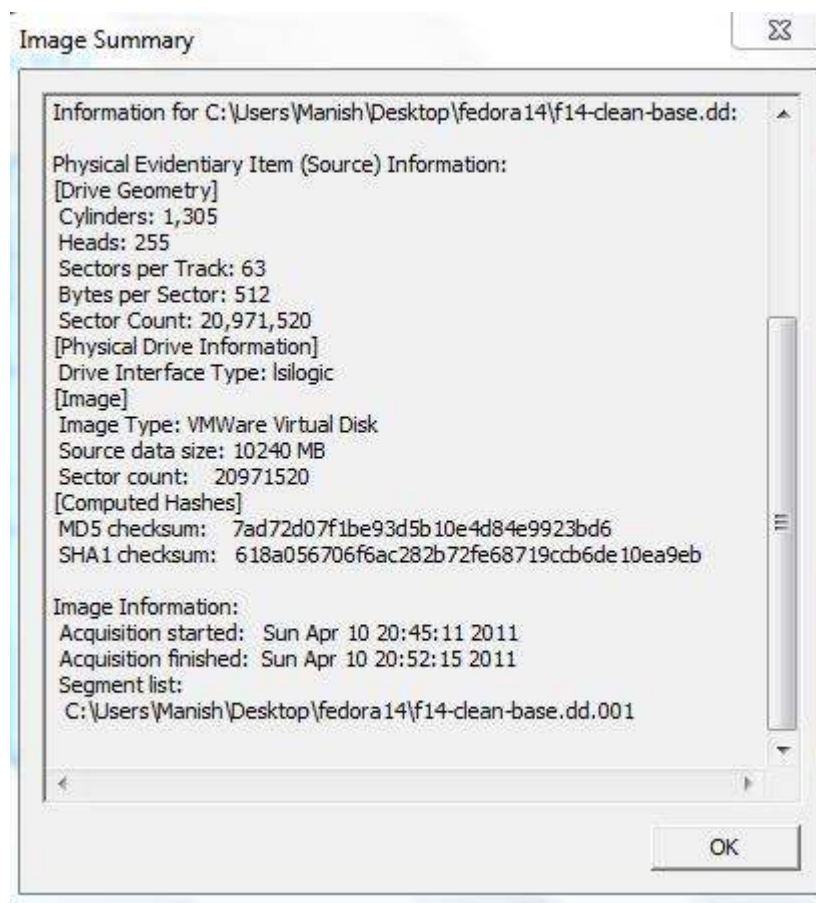 Image Summary
Information for C:\Users\Manish\Desktop\fedora14\f14-clean-base.dd:
Physical Evidentiary Item (Source) Information:
[Drive Geometry]
Cylinders: 1,305
Heads: 255
Sectors per Track: 63
Bytes per Sector: 512
Sector Count: 20,971,520
[Physical Drive Information]
Drive Interface Type: lsilogic
[Image]
Image Type: VMWare Virtual Disk
Source data size: 10240 MB
Sector count: 20971520
[Computed Hashes]
MD5 checksum: 7ad72d07f1be93d5b10e4d84e9923bd6
SHA1 checksum: 618a056706f6ac282b72fe68719ccb6de10ea9eb
Image Information:
Acquisition started: Sun Apr 10 20:45:11 2011
Acquisition finished: Sun Apr 10 20:52:15 2011
Segment list:
C:\Users\Manish\Desktop\fedora14\f14-clean-base.dd.001
OK